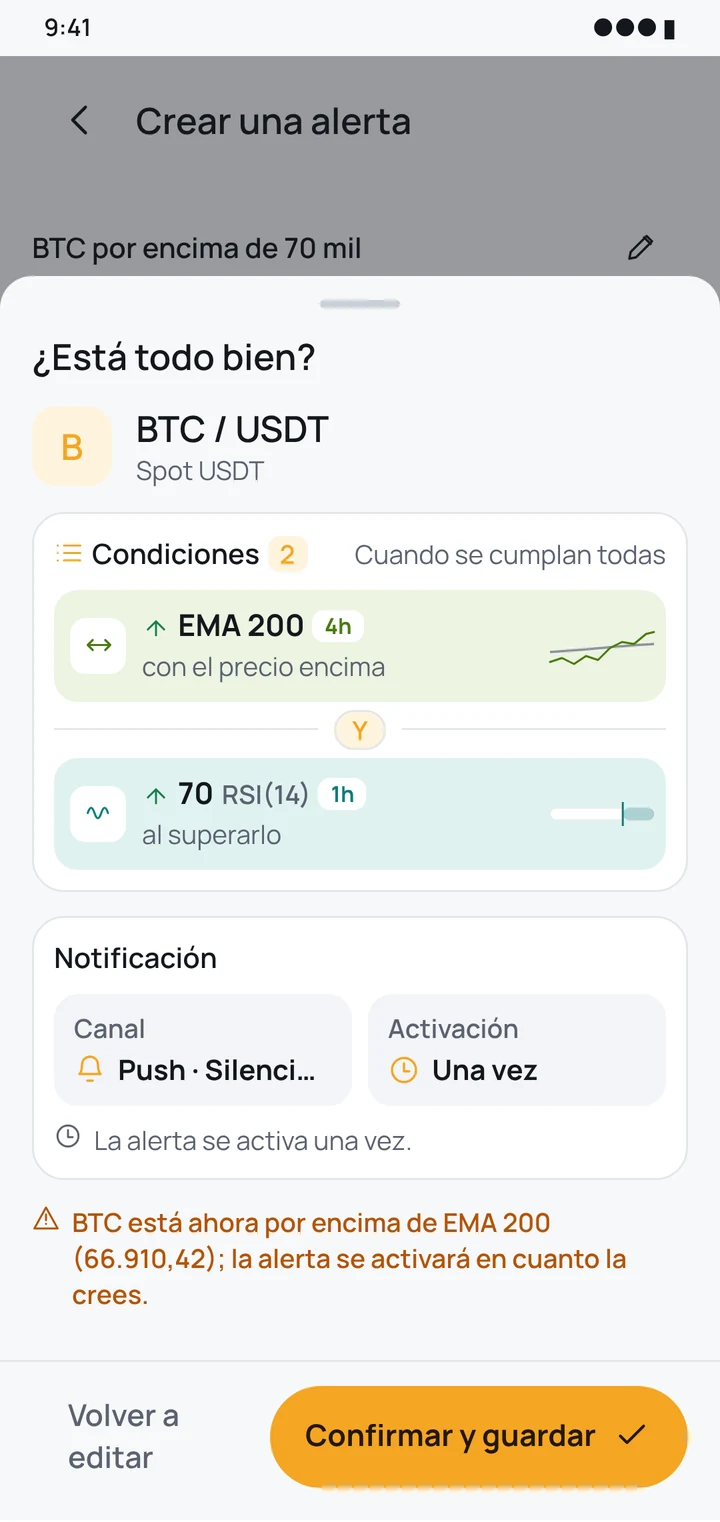 9:41
Crear una alerta
BTC por encima de 70 mil
¿Está todo bien?
B
BTC / USDT
Spot USDT
Condiciones 2
Cuando se cumplan todas
EMA 200 4h
con el precio encima
Y
70 RSI(14) 1h
al superarlo
Notificación
Canal
Push · Silenci...
Activación
Una vez
La alerta se activa una vez.
BTC está ahora por encima de EMA 200
(66.910,42); la alerta se activará en cuanto la
crees.
Volver a
editar
Confirmar y guardar